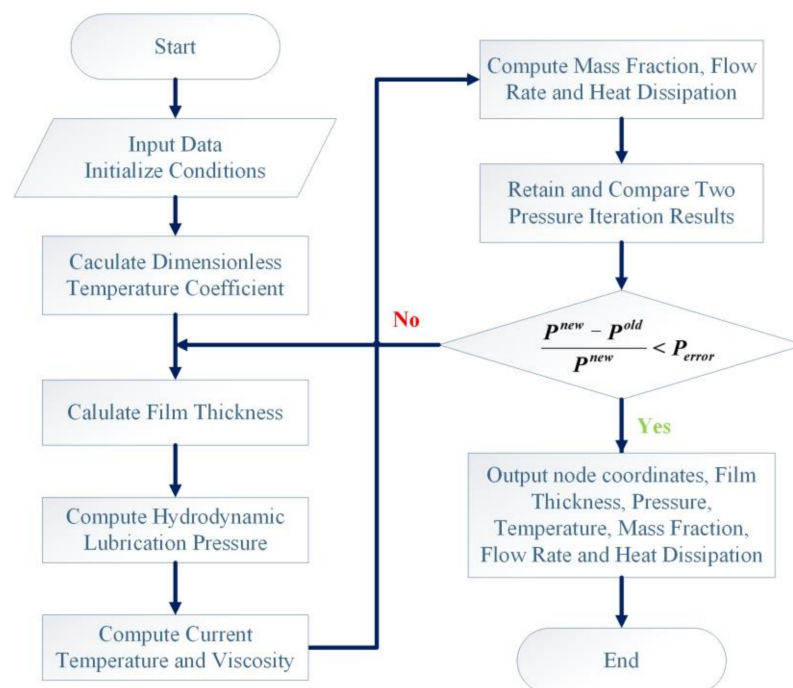 Start
Input Data
Initialize Conditions
Caculate Dimensionless
Temperature Coefficient
Calulate Film Thickness
Compute Hydrodynamic
Lubrication Pressure
Compute Current
Temperature and Viscosity
Compute Mass Fraction, Flow
Rate and Heat Dissipation
Retain and Compare Two
Pressure Iteration Results
No
P^new − P^old
P^new
< P_error
Yes
Output node coordinates, Film
Thickness, Pressure,
Temperature, Mass Fraction,
Flow Rate and Heat Dissipation
End